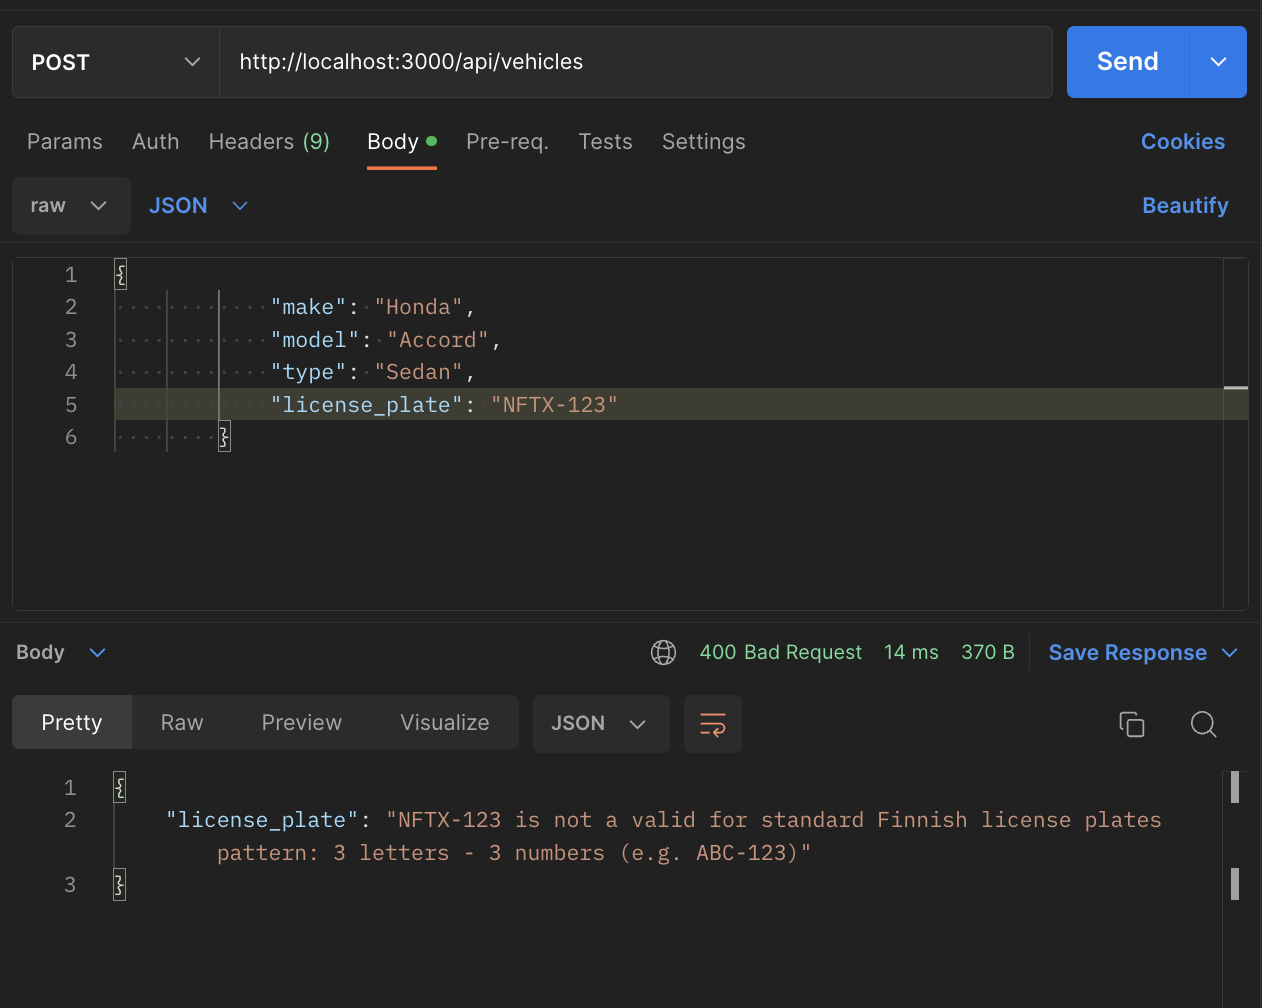 POST http://localhost:3000/api/vehicles Send
Params Auth Headers (9) Body Pre-req. Tests Settings Cookies
raw JSON Beautify
1 {
2 "make": "Honda",
3 "model": "Accord",
4 "type": "Sedan",
5 "license_plate": "NFTX-123"
6 }
Body 400 Bad Request 14 ms 370 B Save Response
Pretty Raw Preview Visualize JSON
1 {
2 "license_plate": "NFTX-123 is not a valid for standard Finnish license plates
pattern: 3 letters - 3 numbers (e.g. ABC-123)"
3 }